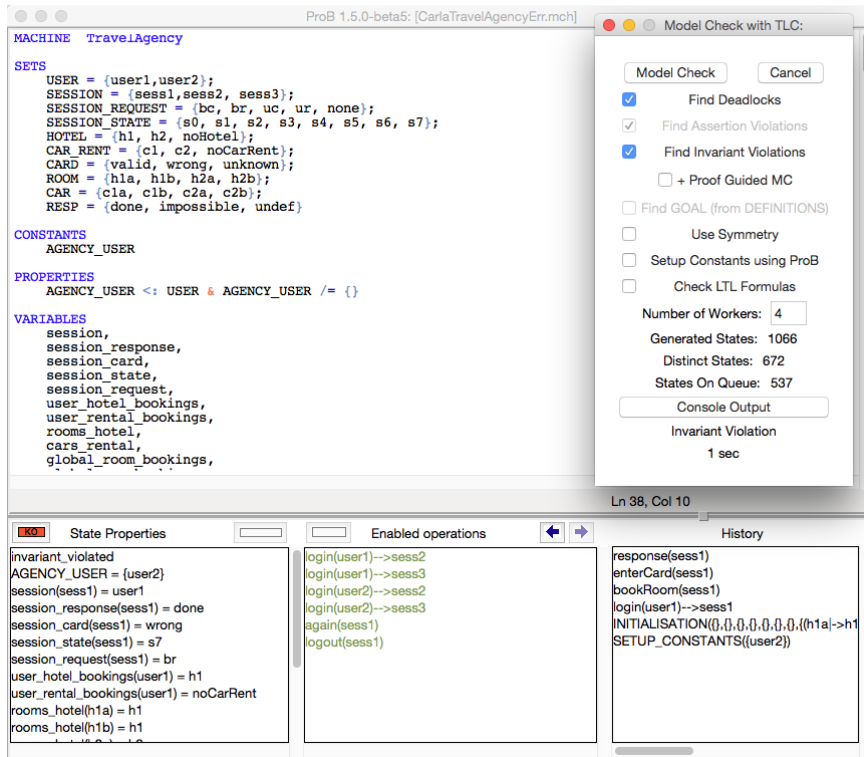 ProB 1.5.0-beta5: [CarlaTravelAgencyErr.mch]
MACHINE TravelAgency
SETS
USER = {user1,user2};
SESSION = {sess1,sess2, sess3};
SESSION_REQUEST = {bc, br, uc, ur, none};
SESSION_STATE = {s0, s1, s2, s3, s4, s5, s6, s7};
HOTEL = {h1, h2, noHotel};
CAR_RENT = {c1, c2, noCarRent};
CARD = {valid, wrong, unknown};
ROOM = {h1a, h1b, h2a, h2b};
CAR = {c1a, c1b, c2a, c2b};
RESP = {done, impossible, undef}
CONSTANTS
AGENCY_USER
PROPERTIES
AGENCY_USER <: USER & AGENCY_USER /= {}
VARIABLES
session,
session_response,
session_card,
session_state,
session_request,
user_hotel_bookings,
user_rental_bookings,
rooms_hotel,
cars_rental,
global_room_bookings,
Model Check with TLC:
Model Check
Cancel
Find Deadlocks
Find Assertion Violations
Find Invariant Violations
+ Proof Guided MC
Find GOAL (from DEFINITIONS)
Use Symmetry
Setup Constants using ProB
Check LTL Formulas
Number of Workers: 4
Generated States: 1066
Distinct States: 672
States On Queue: 537
Console Output
Invariant Violation
1 sec
Ln 38, Col 10
KO State Properties
invariant_violated
AGENCY_USER = {user2}
session(sess1) = user1
session_response(sess1) = done
session_card(sess1) = wrong
session_state(sess1) = s7
session_request(sess1) = br
user_hotel_bookings(user1) = h1
user_rental_bookings(user1) = noCarRent
rooms_hotel(h1a) = h1
rooms_hotel(h1b) = h1
Enabled operations
login(user1)-->sess2
login(user1)-->sess3
login(user2)-->sess2
login(user2)-->sess3
again(sess1)
logout(sess1)
History
response(sess1)
enterCard(sess1)
bookRoom(sess1)
login(user1)-->sess1
INITIALISATION({},{},{},{},{},{},{},{(h1a|->h1
SETUP_CONSTANTS({user2})